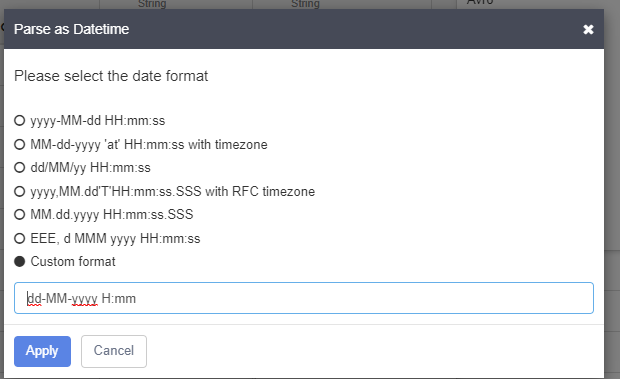 String String Avro
Parse as Datetime
Please select the date format
yyyy-MM-dd HH:mm:ss
MM-dd-yyyy 'at' HH:mm:ss with timezone
dd/MM/yy HH:mm:ss
yyyy,MM.dd'T'HH:mm:ss.SSS with RFC timezone
MM.dd.yyyy HH:mm:ss.SSS
EEE, d MMM yyyy HH:mm:ss
Custom format
dd-MM-yyyy H:mm
Apply Cancel